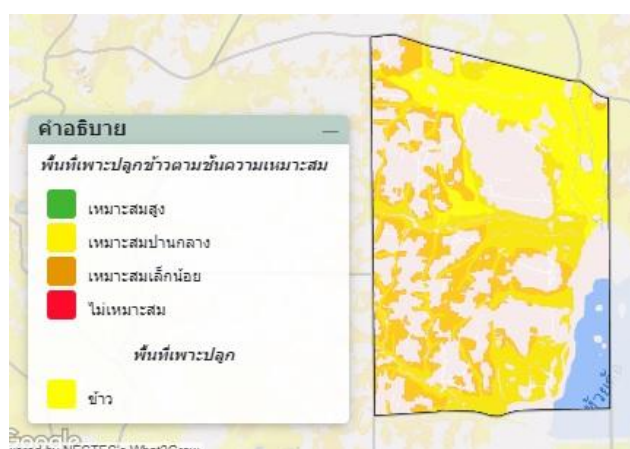 คำอธิบาย
พื้นที่เพาะปลูกข้าวตามชั้นความเหมาะสม
เหมาะสมสูง
เหมาะสมปานกลาง
เหมาะสมเล็กน้อย
ไม่เหมาะสม
พื้นที่เพาะปลูก
ข้าว
Google
NECTEC's What2Grow